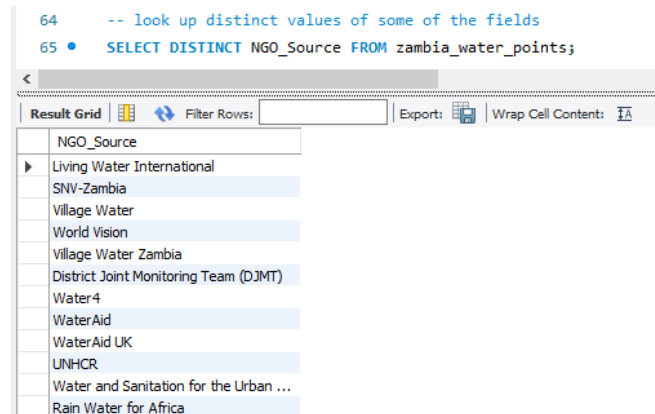 64 -- look up distinct values of some of the fields
65 SELECT DISTINCT NGO_Source FROM zambia_water_points;
Result Grid Filter Rows: Export: Wrap Cell Content: IA
NGO_Source
Living Water International
SNV-Zambia
Village Water
World Vision
Village Water Zambia
District Joint Monitoring Team (DJMT)
Water4
WaterAid
WaterAid UK
UNHCR
Water and Sanitation for the Urban ...
Rain Water for Africa